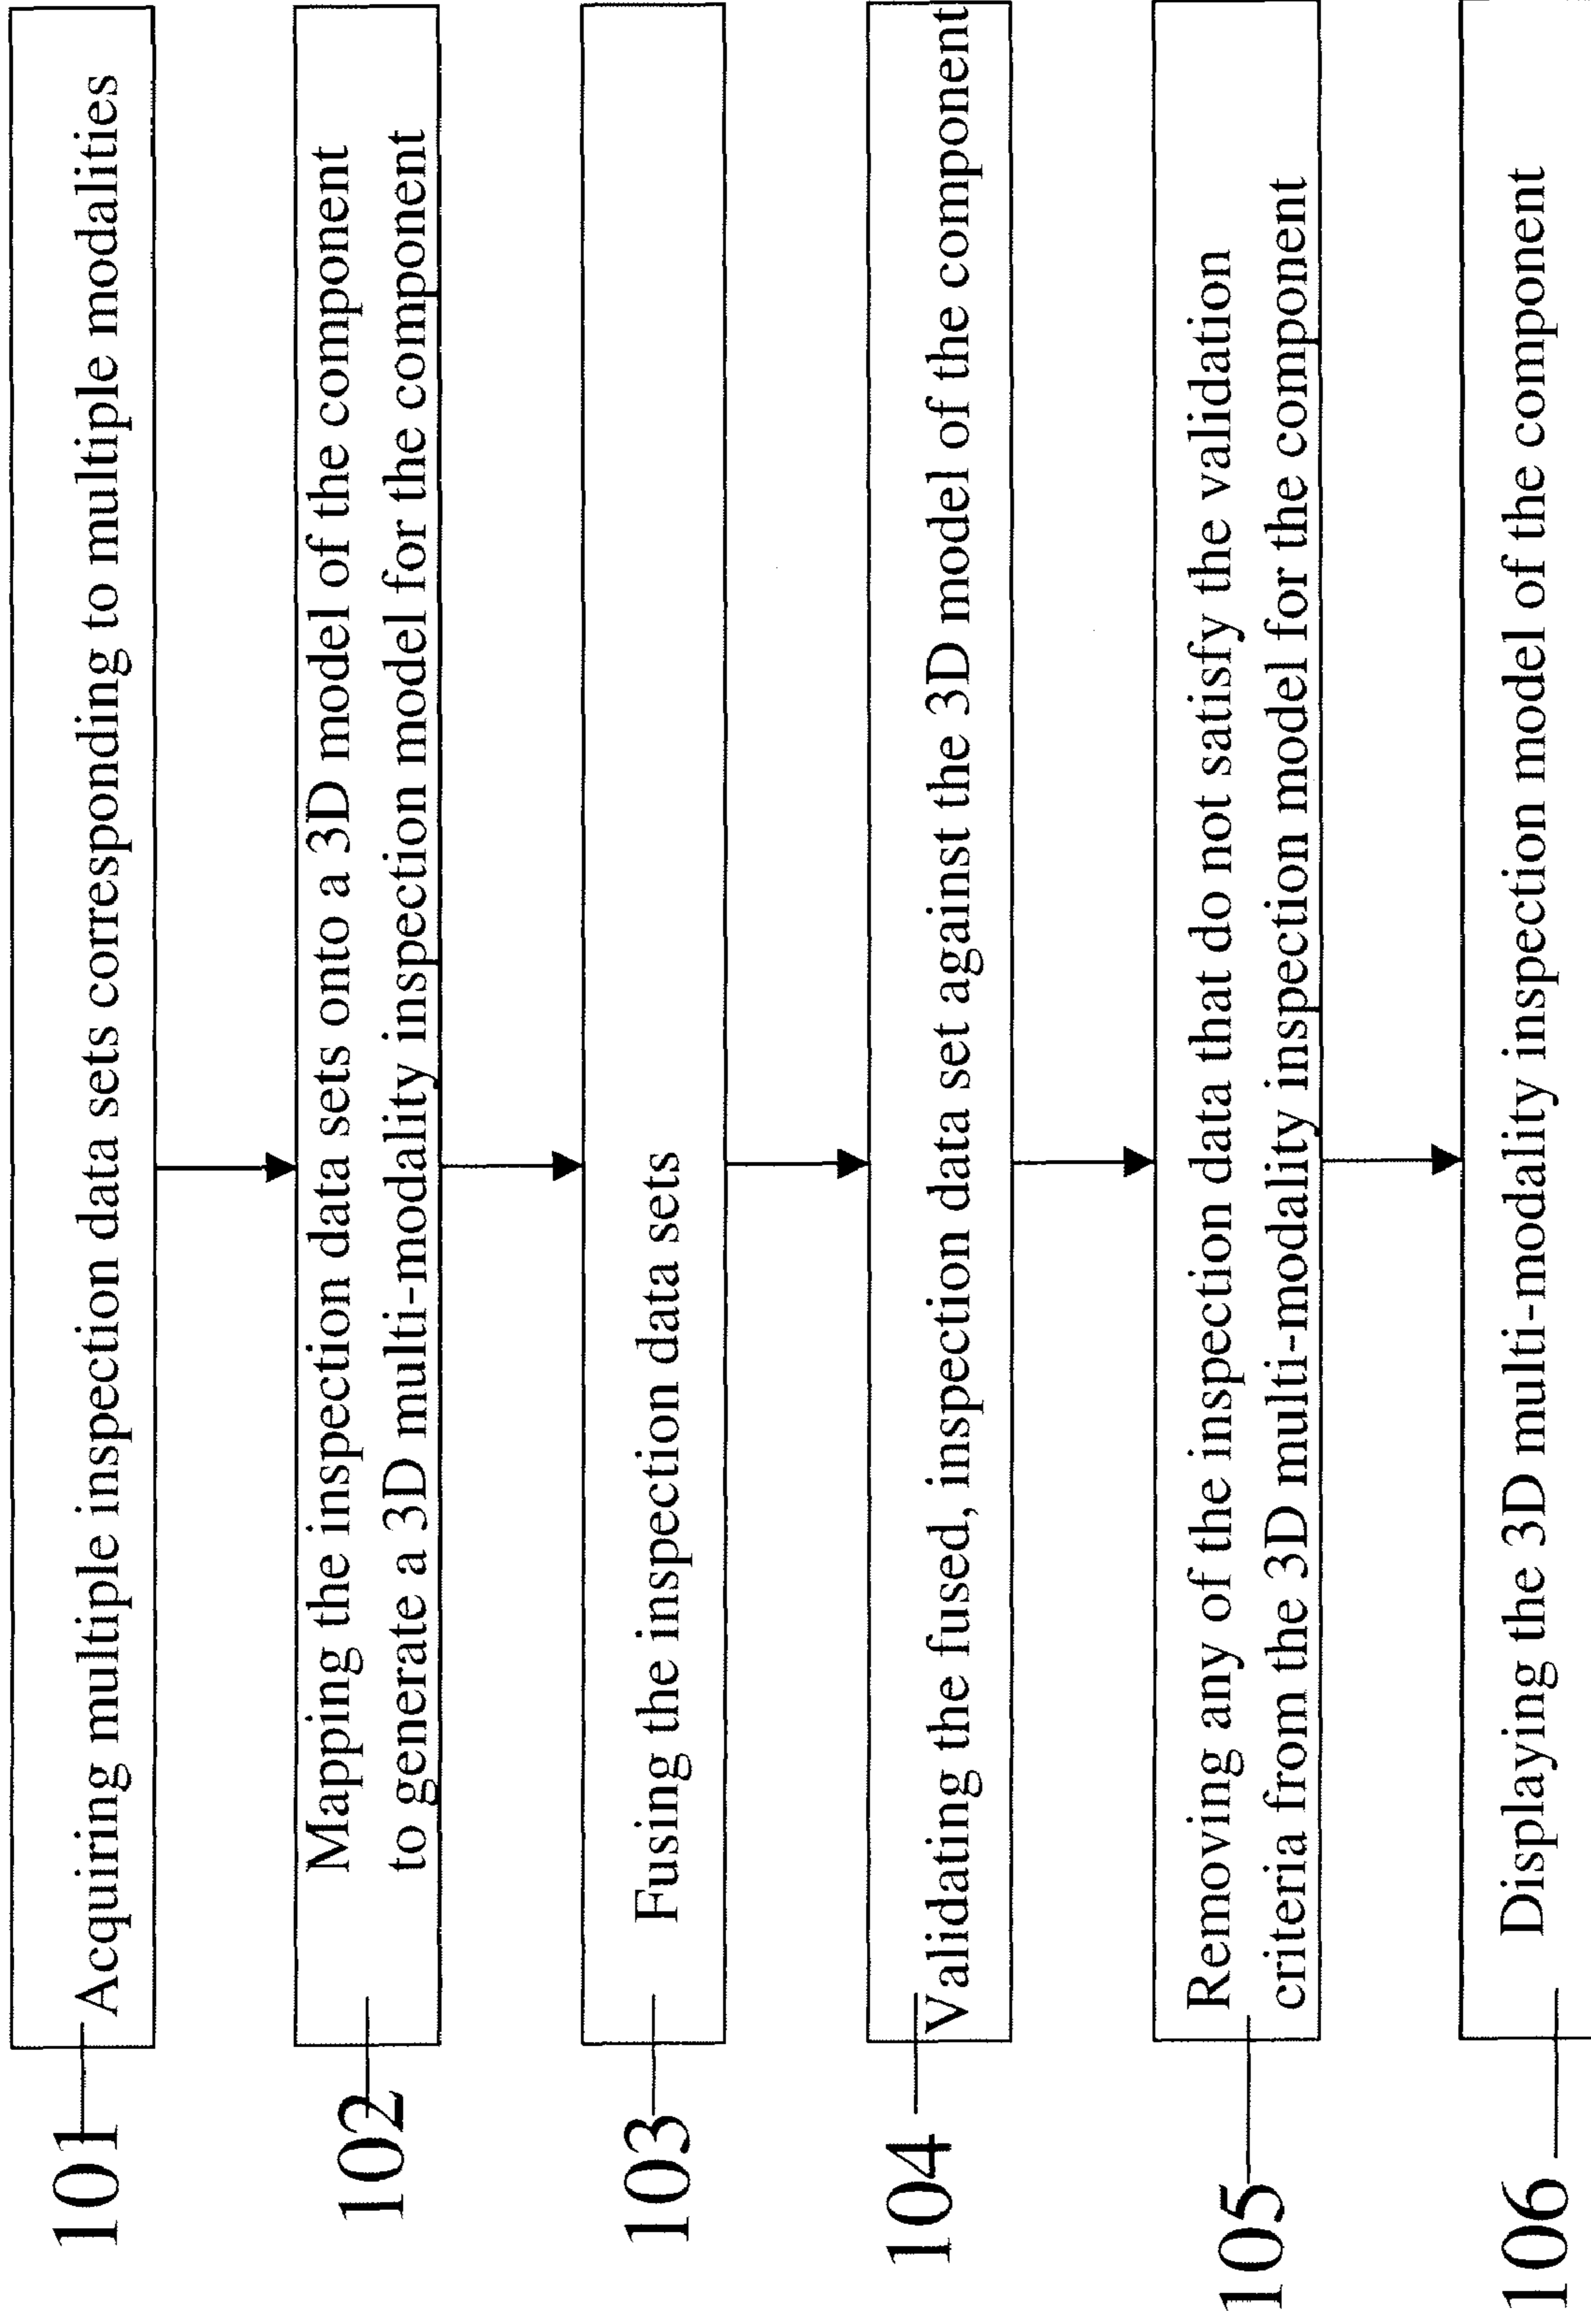 101
Acquiring multiple inspection data sets corresponding to multiple modalities
102
Mapping the inspection data sets onto a 3D model of the component
to generate a 3D multi-modality inspection model for the component
103
Fusing the inspection data sets
104
Validating the fused, inspection data set against the 3D model of the component
105
Removing any of the inspection data that do not satisfy the validation
criteria from the 3D multi-modality inspection model for the component
106
Displaying the 3D multi-modality inspection model of the component